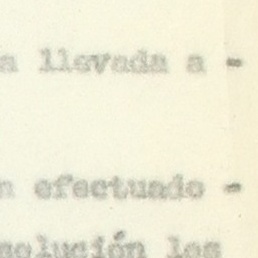 a llevada a -
n efectuado -
solución los